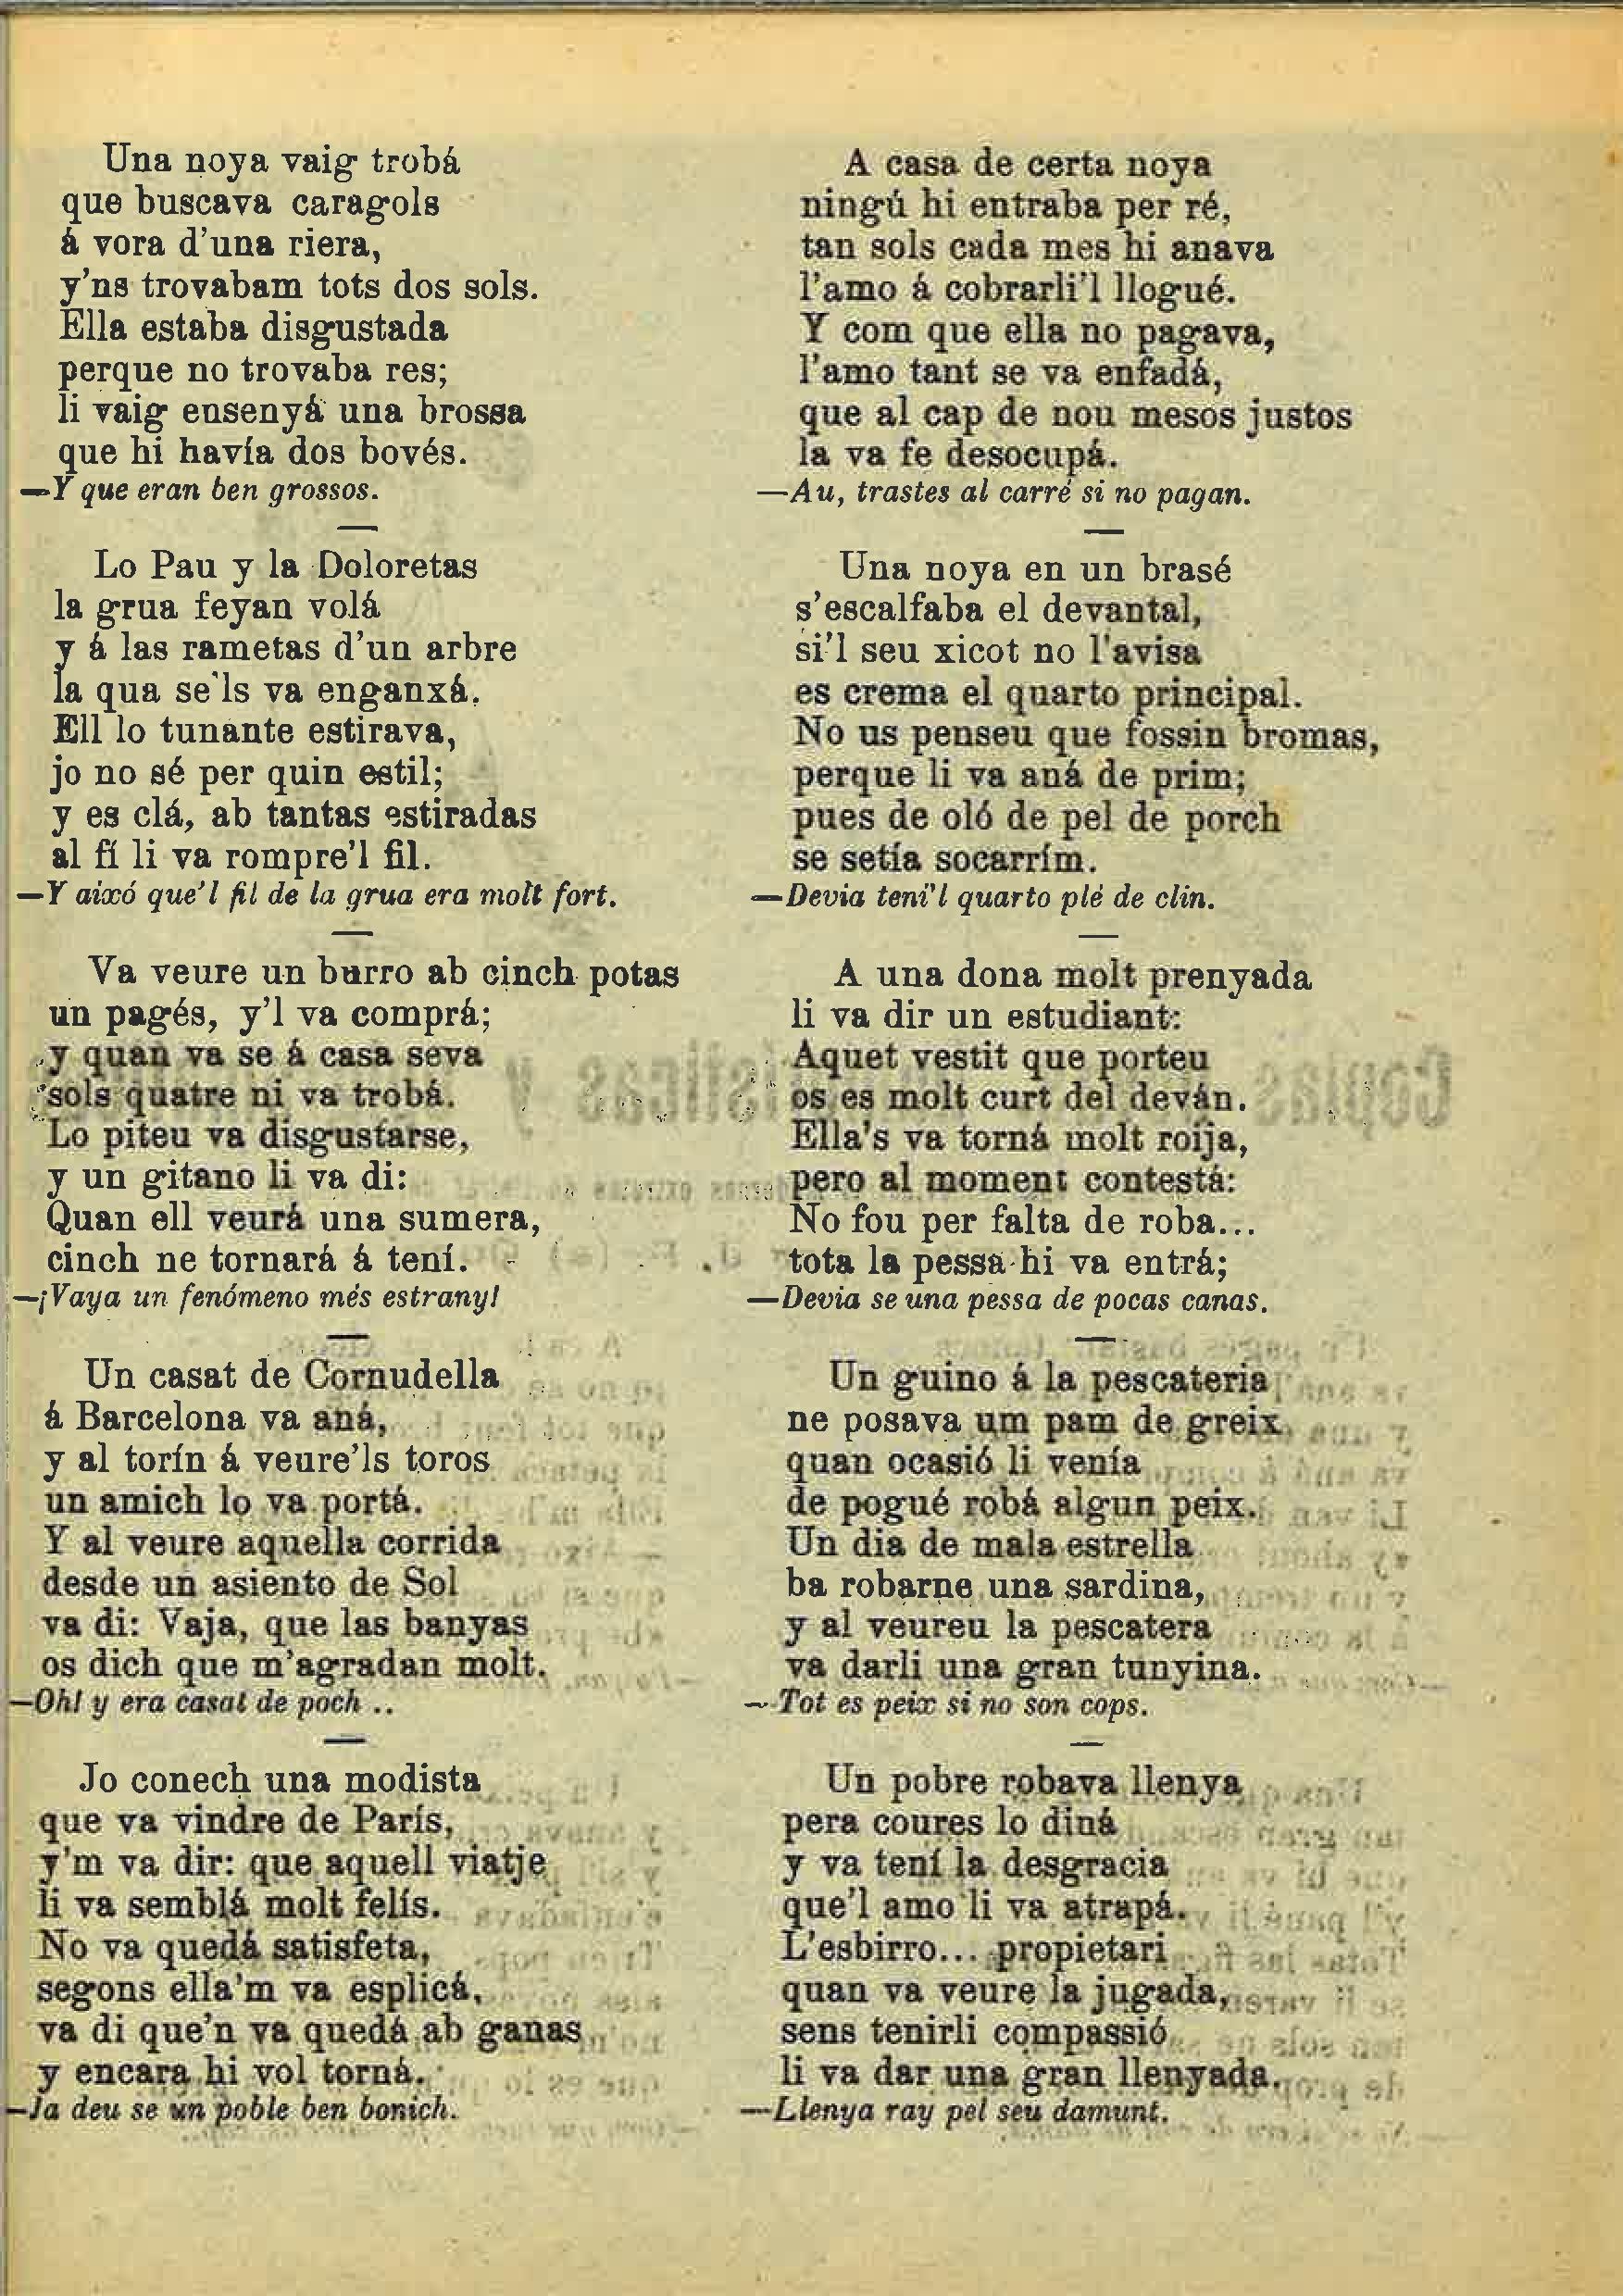 Una noya vaig trobá
que buscava caragols
á vora d'una riera,
y'ns trovabam tots dos sols.
Ella estaba disgustada
perque no trovaba res;
li vaig ensenyá una brossa
que hi havía dos bovés.
—Y que eran ben grossos.
Lo Pau y la Doloretas
la grua feyan volá
y á las rametas d'un arbre
la qua se'ls va enganxá.
Ell lo tunante estirava,
jo no sé per quin estil;
y es clá, ab tantas estiradas
al fí li va rompre'l fil.
—Y aixó que'l fil de la grua era molt fort.
Va veure un burro ab cinch potas
un pagés, y'l va comprá;
y quan va se á casa seva
sols quatre ni va trobá.
Lo piteu va disgustarse,
y un gitano li va di:
Quan ell veurá una sumera,
cinch ne tornará á tení.
—¡Vaya un fenómeno més estrany!
Un casat de Cornudella
á Barcelona va aná,
y al torín á veure'ls toros
un amich lo va portá.
Y al veure aquella corrida
desde un asiento de Sol
va di: Vaja, que las banyas
os dich que m'agradan molt.
—Oh! y era casat de poch ..
Jo conech una modista
que va vindre de París,
y'm va dir: que aquell viatje
li va semblá molt felís.
No va quedá satisfeta,
segons ella'm va esplicá,
va di que'n va quedá ab ganas
y encara hi vol torná.
—Ja deu se un poble ben bonich.
A casa de certa noya
ningú hi entraba per ré,
tan sols cada mes hi anava
l'amo á cobrarli'l llogué.
Y com que ella no pagava,
l'amo tant se va enfadá,
que al cap de nou mesos justos
la va fe desocupá.
—Au, trastes al carré si no pagan.
Una noya en un brasé
s'escalfaba el devantal,
si'l seu xicot no l'avisa
es crema el quarto principal.
No us penseu que fossin bromas,
perque li va aná de prim;
pues de oló de pel de porch
se setía socarrím.
—Devia tení'l quarto plé de clin.
A una dona molt prenyada
li va dir un estudiant:
Aquet vestit que porteu
os es molt curt del deván.
Ella's va torná molt roija,
pero al moment contestá:
No fou per falta de roba...
tota la pessa hi va entrá;
—Devia se una pessa de pocas canas.
Un guino á la pescateria
ne posava um pam de greix
quan ocasió li venía
de pogué robá algun peix.
Un dia de mala estrella
ba robarne una sardina,
y al veureu la pescatera
va darli una gran tunyina.
—Tot es peix si no son cops.
Un pobre robava llenya
pera coures lo diná
y va tení la desgracia
que'l amo li va atrapá.
L'esbirro... propietari
quan va veure la jugada,
sens tenirli compassió
li va dar una gran llenyada.
—Llenya ray pel seu damunt.